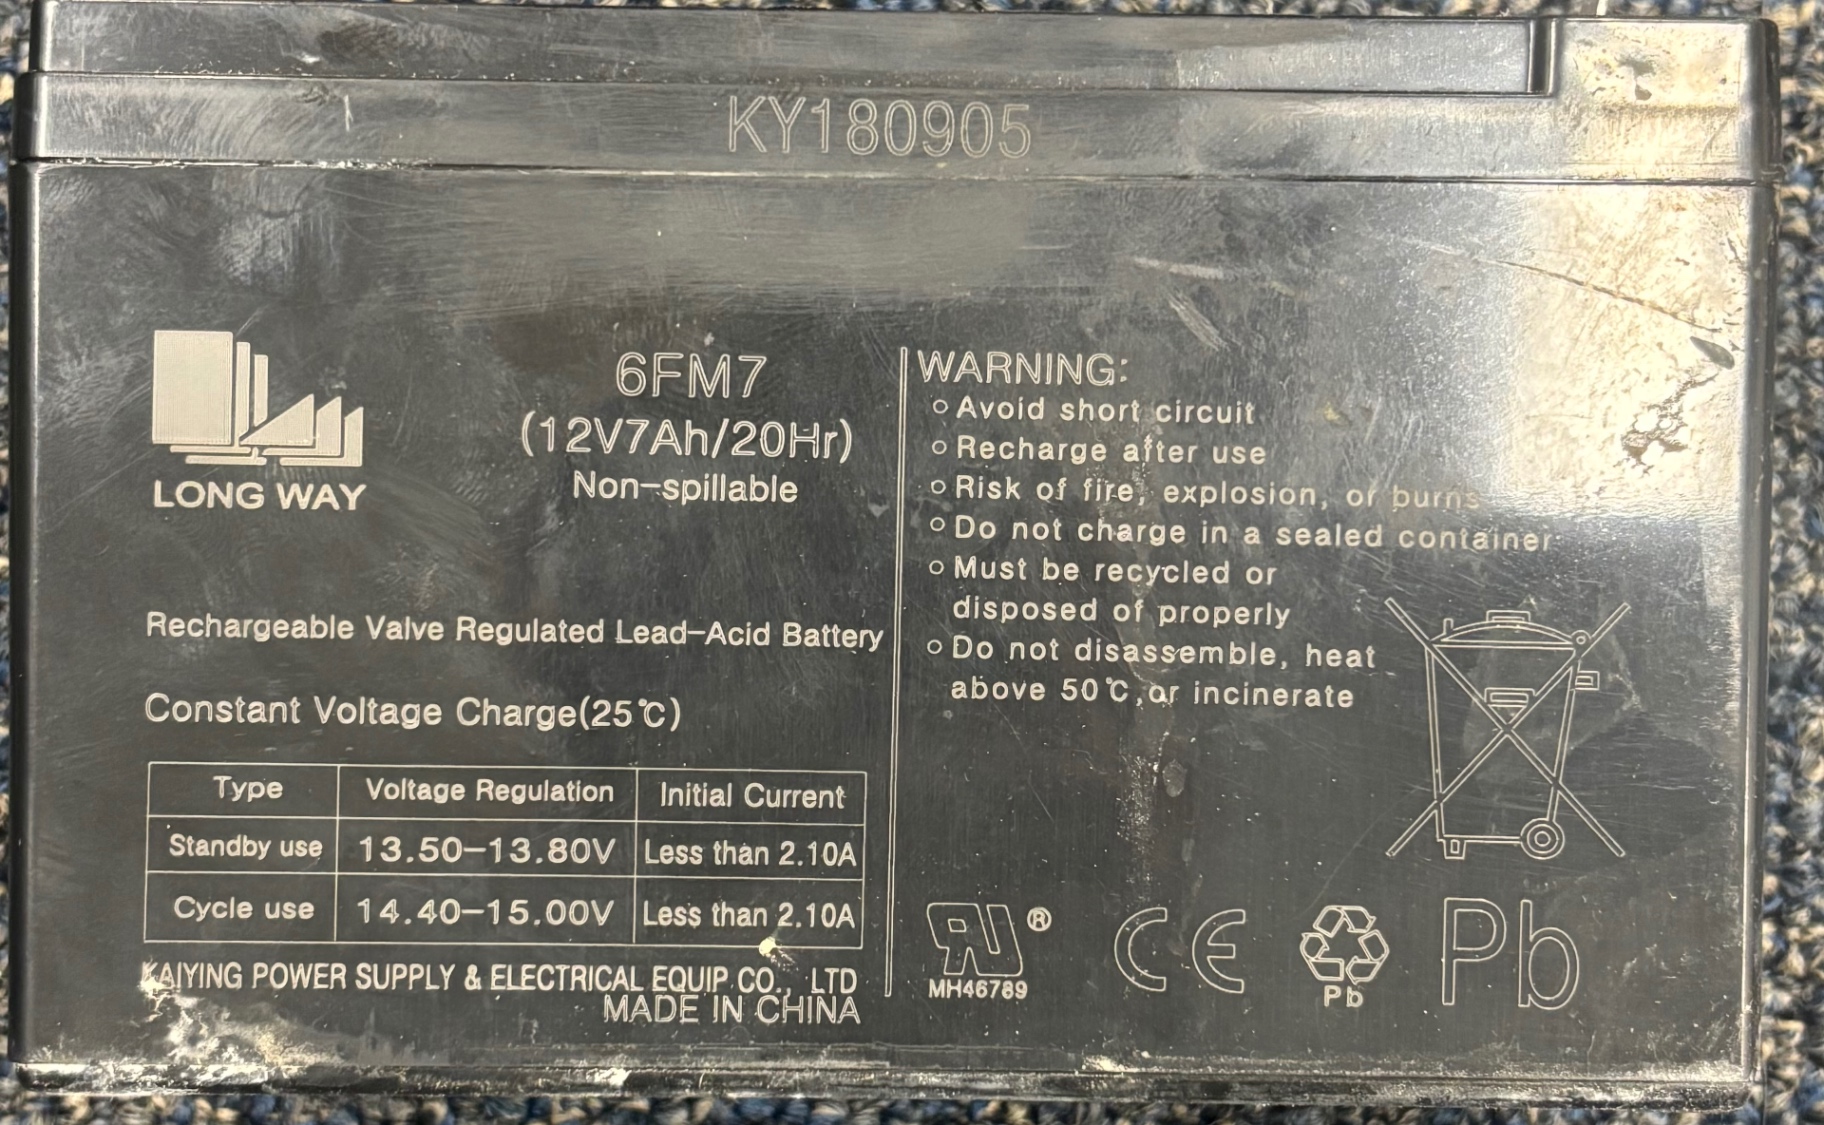 KY180905
LONG WAY
6FM7
(12V7Ah/20Hr)
Non-spillable
Rechargeable Valve Regulated Lead-Acid Battery
Constant Voltage Charge(25℃)
Type Voltage Regulation Initial Current
Standby use 13.50-13.80V Less than 2.10A
Cycle use 14.40-15.00V Less than 2.10A
KAIYING POWER SUPPLY & ELECTRICAL EQUIP.CO., LTD
MADE IN CHINA
WARNING:
○ Avoid short circuit
○ Recharge after use
○ Risk of fire, explosion, or burns
○ Do not charge in a sealed container
○ Must be recycled or
disposed of properly
○ Do not disassemble, heat
above 50℃,or incinerate
RU®
MH46789
CE
Pb
Pb